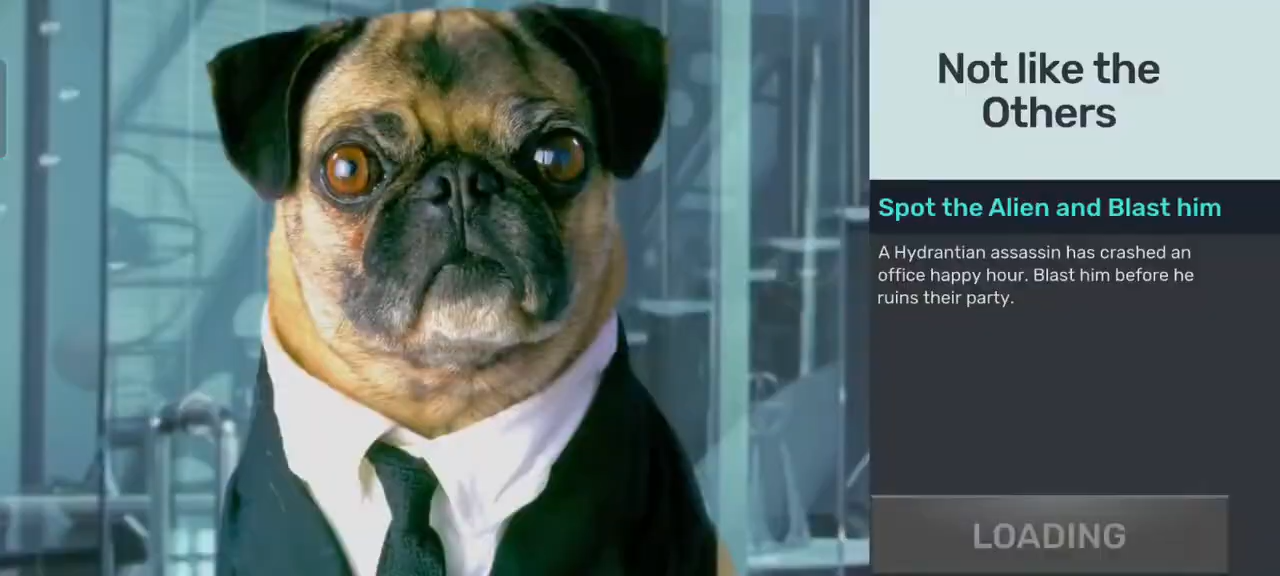 Not like the
Others
Spot the Alien and Blast him
A Hydrantian assassin has crashed an
office happy hour. Blast him before he
ruins their party.
LOADING